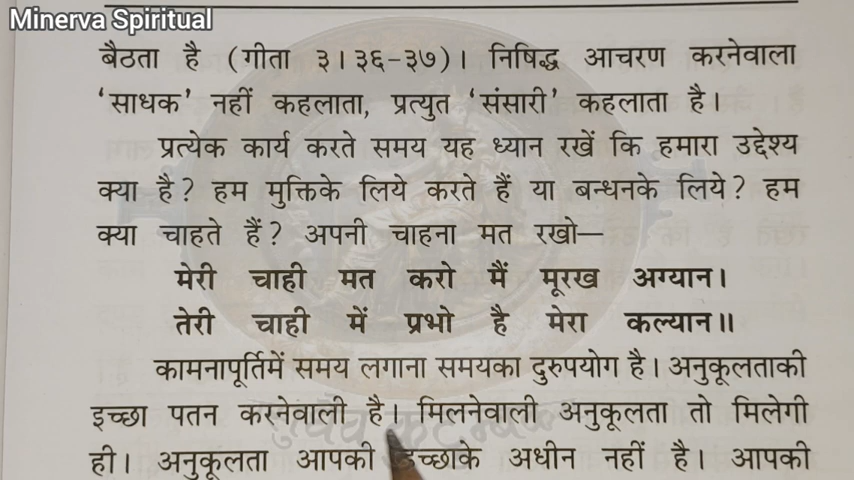 Minerva Spiritual
बैठता है (गीता ३।३६-३७)। निषिद्ध आचरण करनेवाला
‘साधक’ नहीं कहलाता, प्रत्युत ‘संसारी’ कहलाता है।
प्रत्येक कार्य करते समय यह ध्यान रखें कि हमारा उद्देश्य
क्या है? हम मुक्तिके लिये करते हैं या बन्धनके लिये? हम
क्या चाहते हैं? अपनी चाहना मत रखो—
मेरी चाही मत करो मैं मूरख अग्यान।
तेरी चाही में प्रभो है मेरा कल्यान॥
कामनापूर्तिमें समय लगाना समयका दुरुपयोग है। अनुकूलताकी
इच्छा पतन करनेवाली है। मिलनेवाली अनुकूलता तो मिलेगी
ही। अनुकूलता आपकी इच्छाके अधीन नहीं है। आपकी